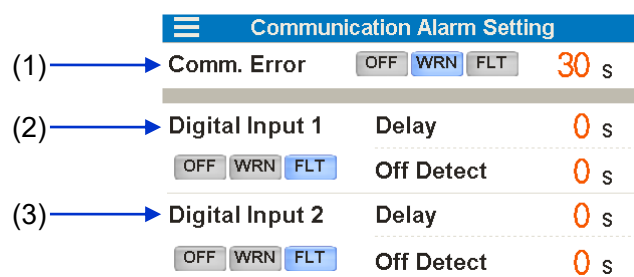 Communication Alarm Setting
(1) Comm. Error OFF WRN FLT 30 s
(2) Digital Input 1 Delay 0 s
OFF WRN FLT Off Detect 0 s
(3) Digital Input 2 Delay 0 s
OFF WRN FLT Off Detect 0 s